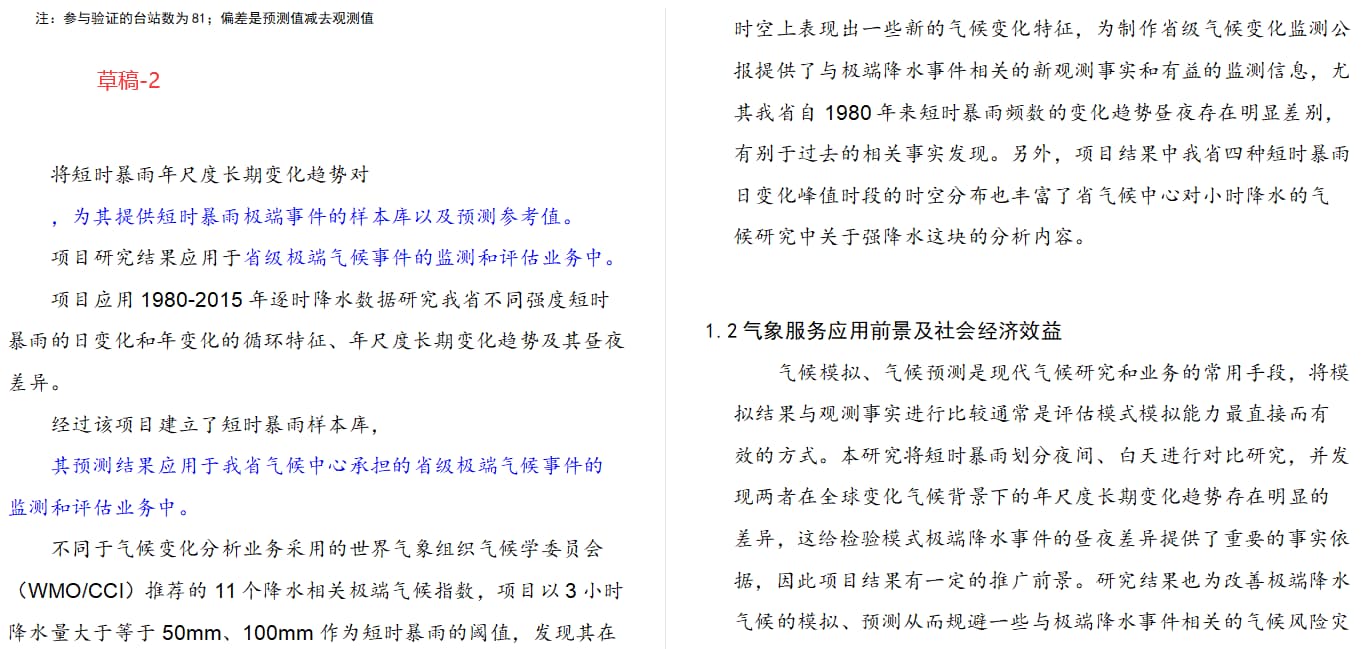 注：参与验证的台站数为81；偏差是预测值减去观测值
草稿-2
将短时暴雨年尺度长期变化趋势对
，为其提供短时暴雨极端事件的样本库以及预测参考值。
项目研究结果应用于省级极端气候事件的监测和评估业务中。
项目应用 1980-2015 年逐时降水数据研究我省不同强度短时
暴雨的日变化和年变化的循环特征、年尺度长期变化趋势及其昼夜
差异。
经过该项目建立了短时暴雨样本库，
其预测结果应用于我省气候中心承担的省级极端气候事件的
监测和评估业务中。
不同于气候变化分析业务采用的世界气象组织气候学委员会
（WMO/CCI）推荐的 11 个降水相关极端气候指数，项目以 3 小时
降水量大于等于 50mm、100mm 作为短时暴雨的阈值，发现其在
时空上表现出一些新的气候变化特征，为制作省级气候变化监测公
报提供了与极端降水事件相关的新观测事实和有益的监测信息，尤
其我省自 1980 年来短时暴雨频数的变化趋势昼夜存在明显差别，
有别于过去的相关事实发现。另外，项目结果中我省四种短时暴雨
日变化峰值时段的时空分布也丰富了省气候中心对小时降水的气
候研究中关于强降水这块的分析内容。
1.2 气象服务应用前景及社会经济效益
气候模拟、气候预测是现代气候研究和业务的常用手段，将模
拟结果与观测事实进行比较通常是评估模式模拟能力最直接而有
效的方式。本研究将短时暴雨划分夜间、白天进行对比研究，并发
现两者在全球变化气候背景下的年尺度长期变化趋势存在明显的
差异，这给检验模式极端降水事件的昼夜差异提供了重要的事实依
据，因此项目结果有一定的推广前景。研究结果也为改善极端降水
气候的模拟、预测从而规避一些与极端降水事件相关的气候风险灾